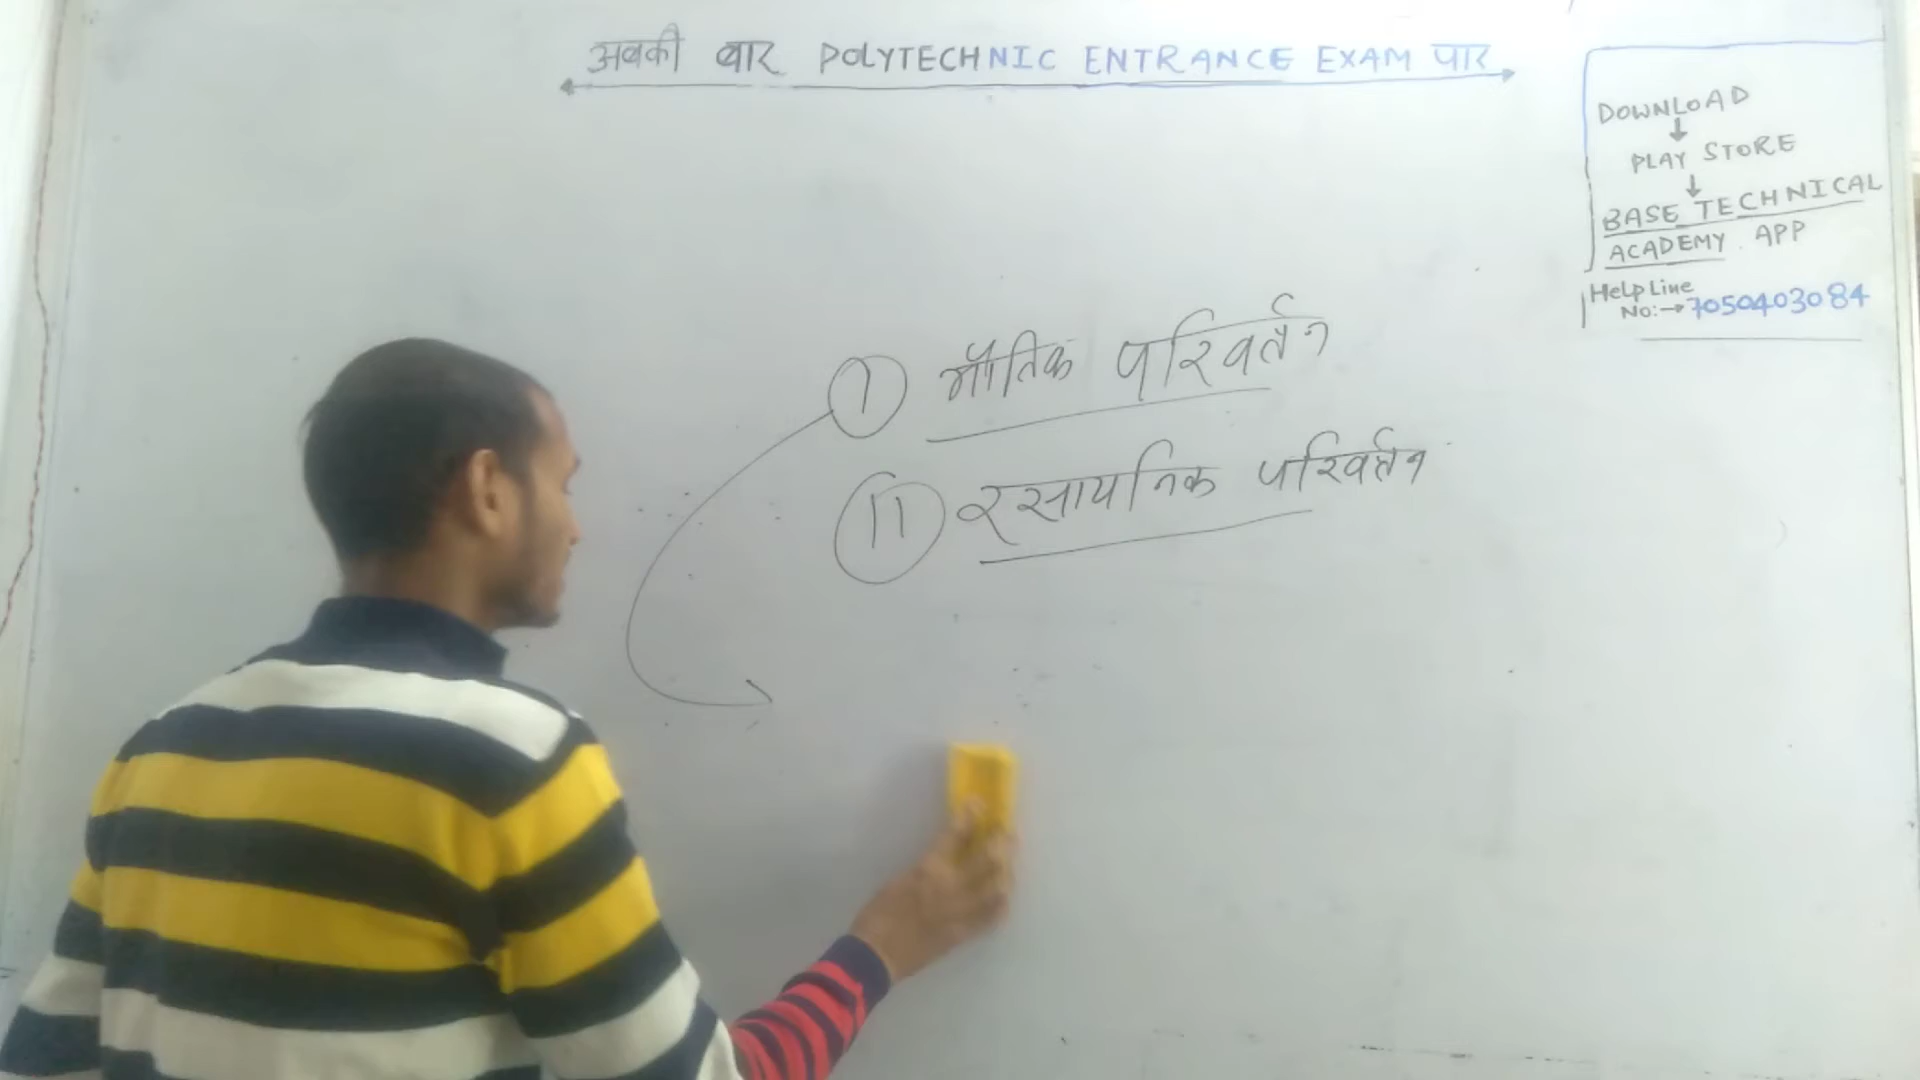 अबकी बार POLYTECHNIC ENTRANCE EXAM पार
DOWNLOAD
↓
PLAY STORE
↓
BASE TECHNICAL
ACADEMY. APP
Help Line
No:→ 7050403084
I भौतिक परिवर्तन
II रसायनिक परिवर्तन